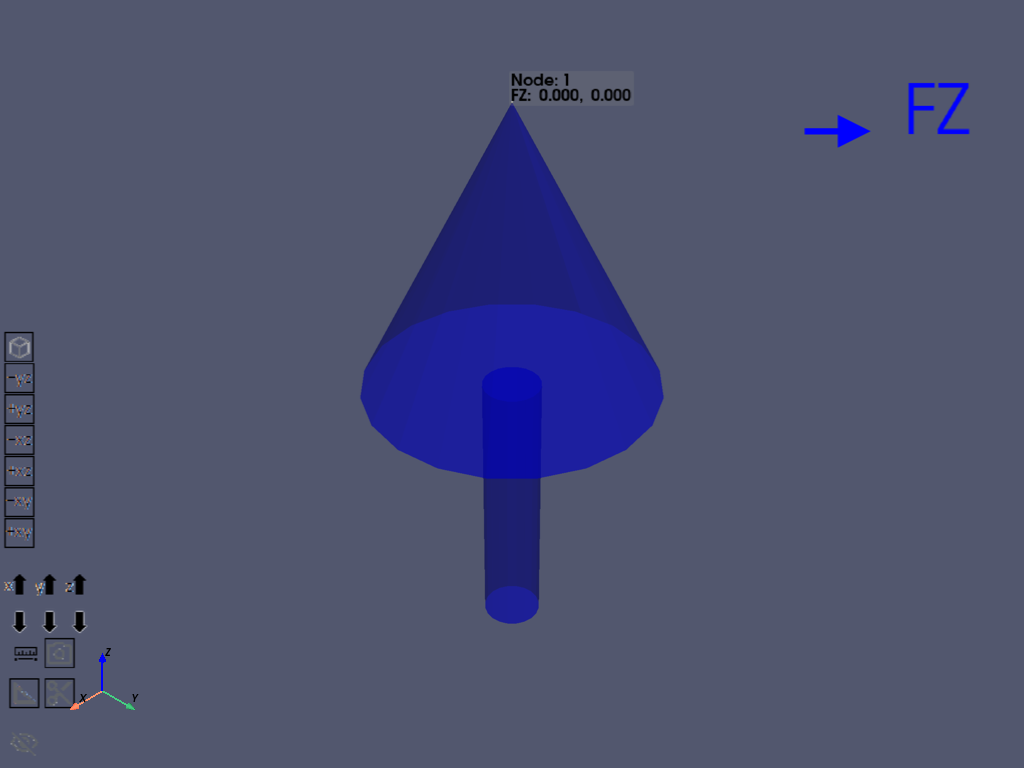 Node: 1
FZ: 0.000, 0.000
FZ
-yz
+yz
-xz
+xz
-xy
+xy
x y z
Z
X Y